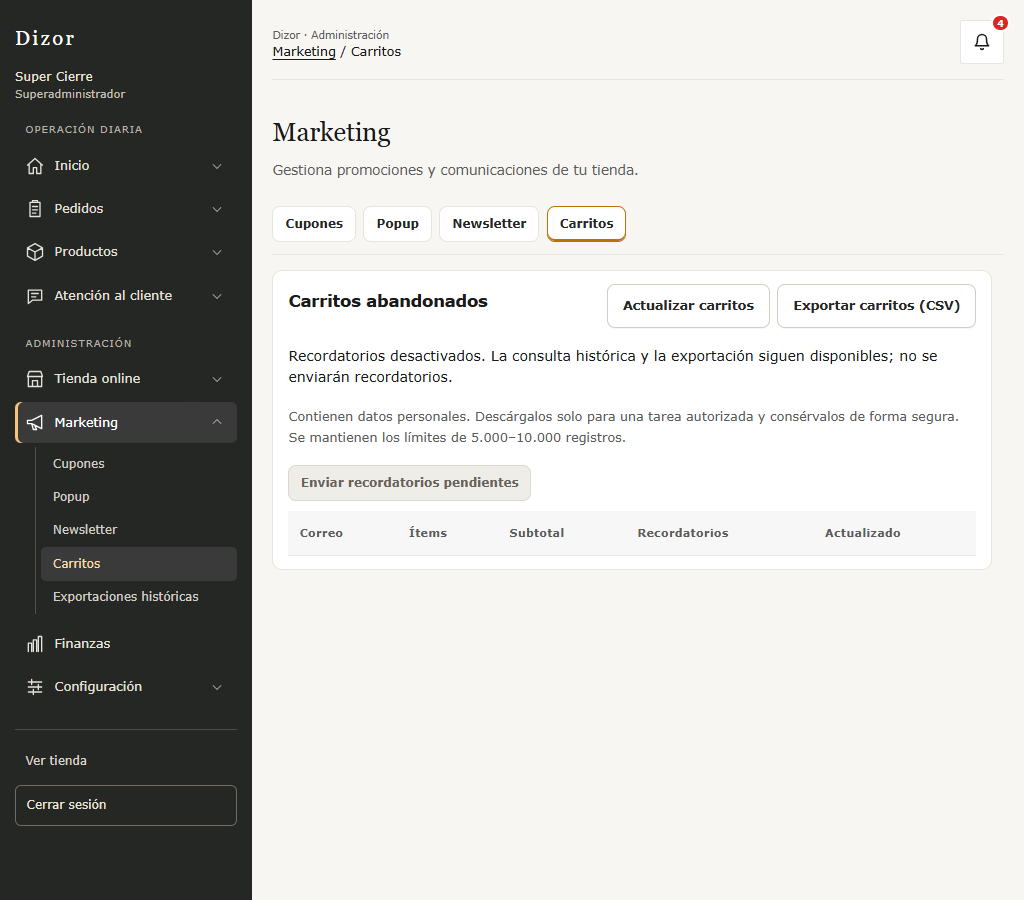 Dizor
Super Cierre
Superadministrador
OPERACIÓN DIARIA
Inicio
Pedidos
Productos
Atención al cliente
ADMINISTRACIÓN
Tienda online
Marketing
Cupones
Popup
Newsletter
Carritos
Exportaciones históricas
Finanzas
Configuración
Ver tienda
Cerrar sesión
Dizor · Administración
Marketing / Carritos
4
Marketing
Gestiona promociones y comunicaciones de tu tienda.
Cupones Popup Newsletter Carritos
Carritos abandonados
Actualizar carritos Exportar carritos (CSV)
Recordatorios desactivados. La consulta histórica y la exportación siguen disponibles; no se
enviarán recordatorios.
Contienen datos personales. Descárgalos solo para una tarea autorizada y consérvalos de forma segura.
Se mantienen los límites de 5.000–10.000 registros.
Enviar recordatorios pendientes
Correo Ítems Subtotal Recordatorios Actualizado